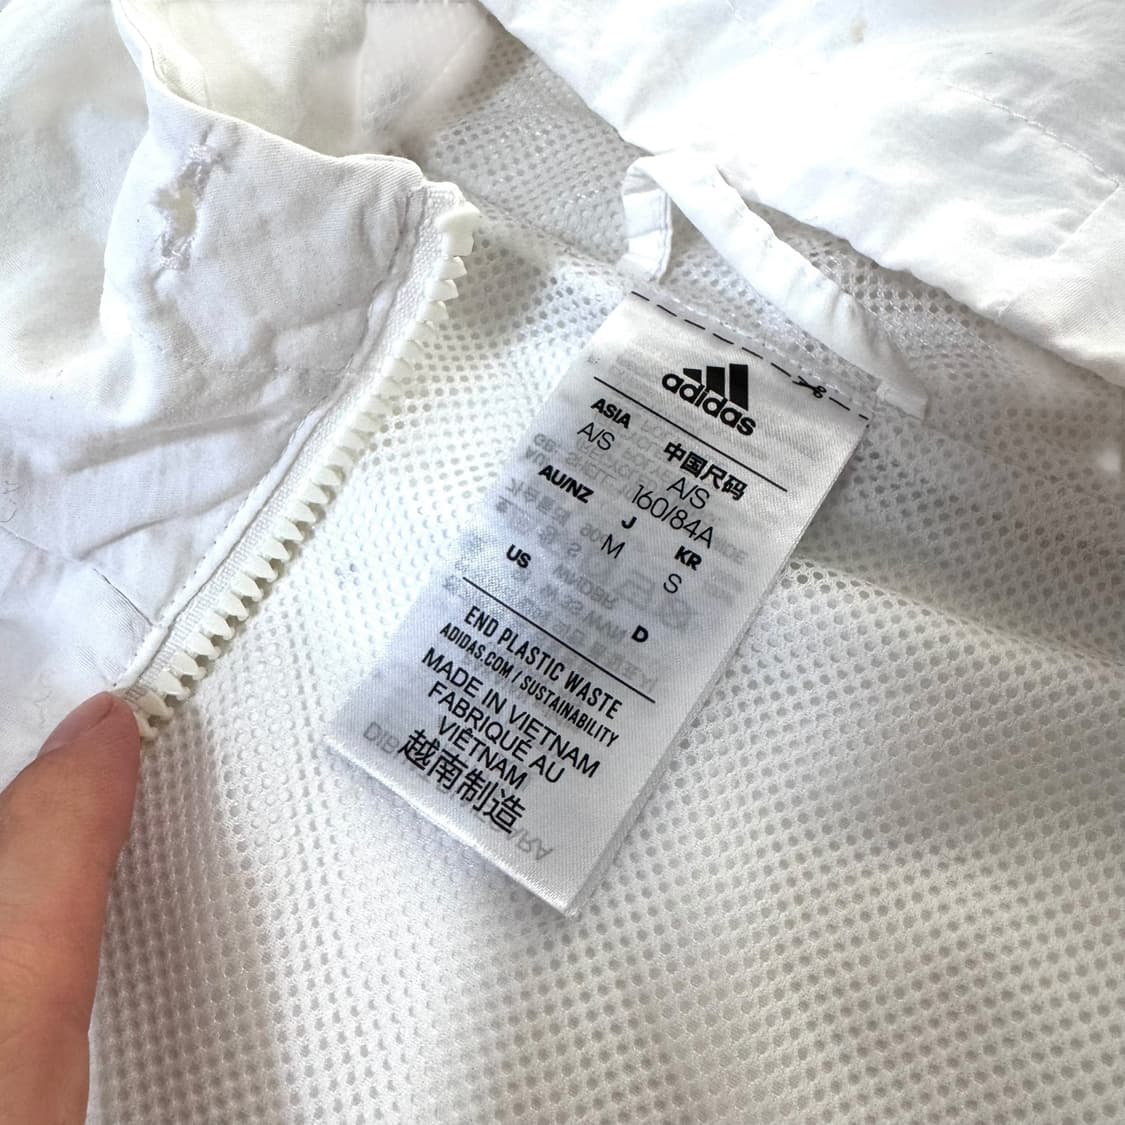 adidas
ASIA 中国尺码
A/S A/S
160/84A
AU/NZ J KR
M S
US D
END PLASTIC WASTE
ADIDAS.COM / SUSTAINABILITY
MADE IN VIETNAM
FABRIQUÉ AU
VIÊTNAM
越南制造